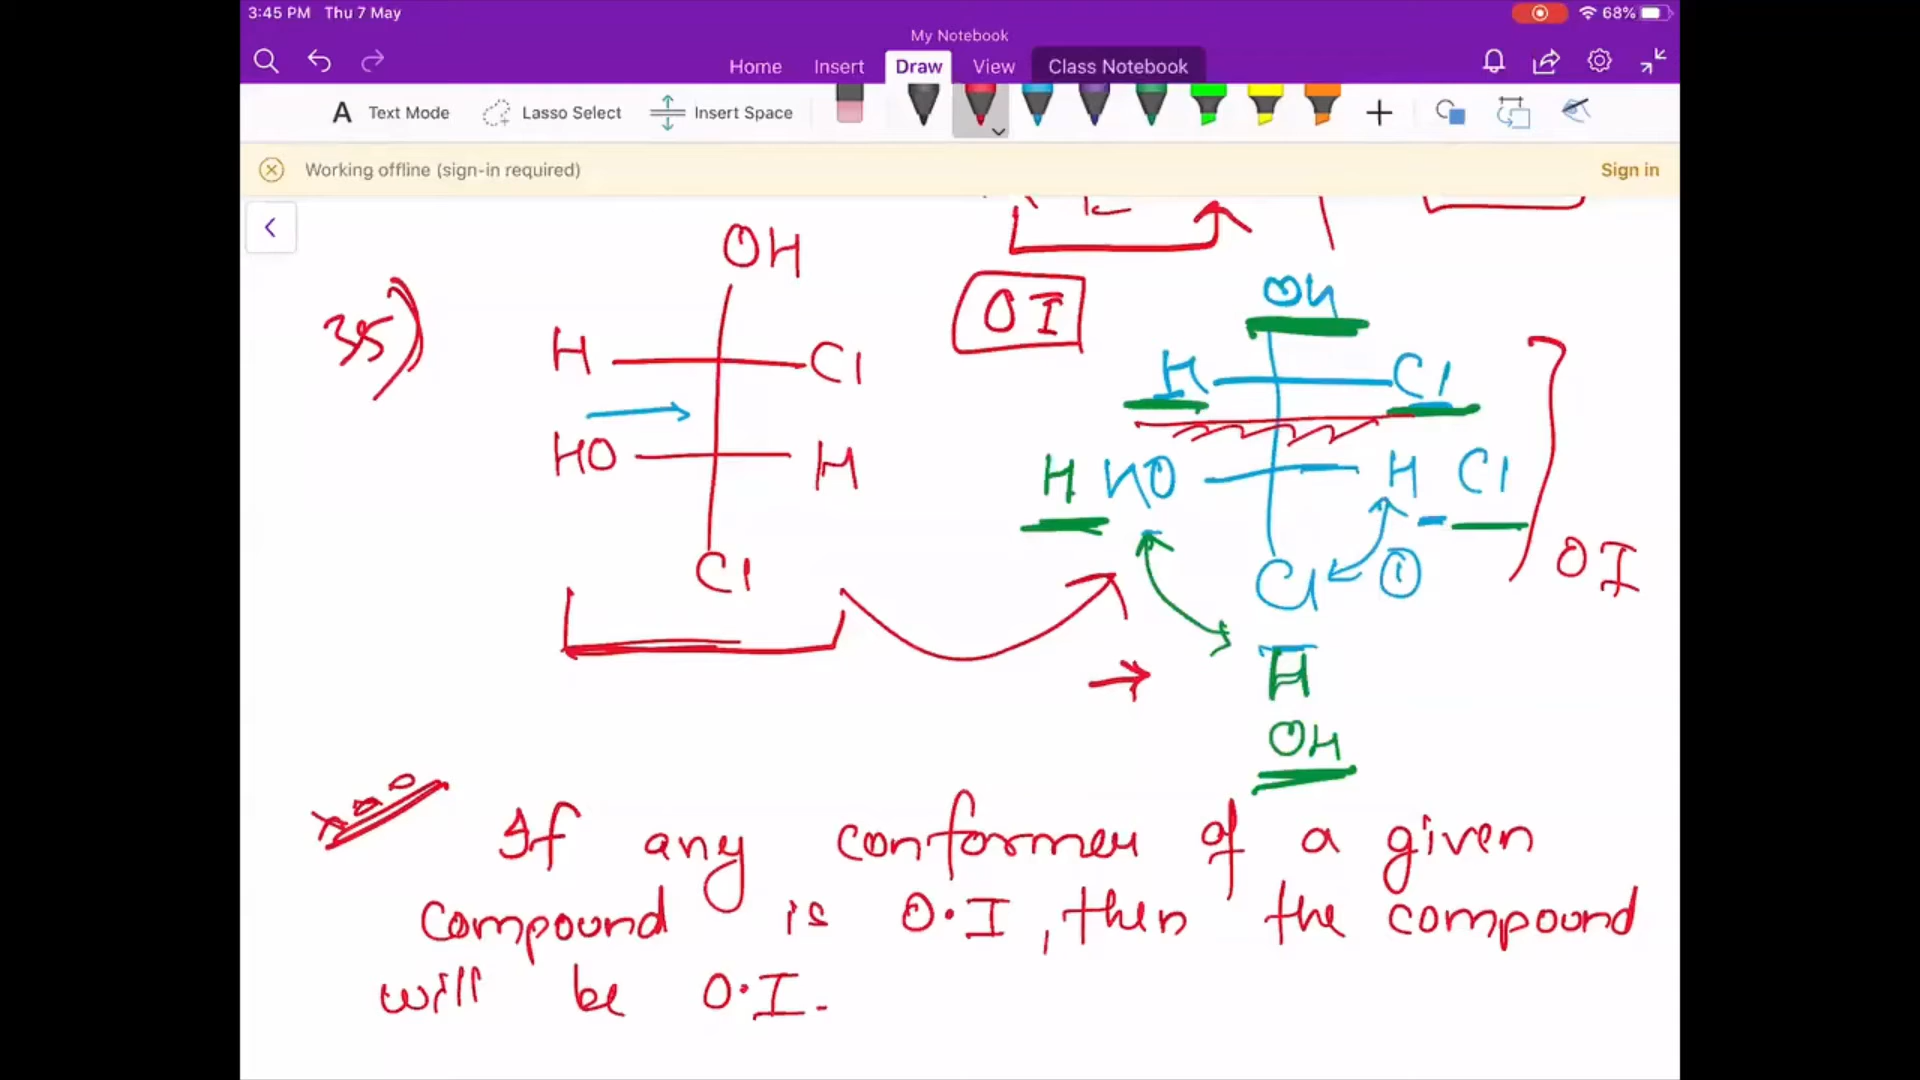 3:45 PM Thu 7 May
68%
My Notebook
Home Insert Draw View Class Notebook
A Text Mode Lasso Select Insert Space
Working offline (sign-in required) Sign in
35)
OH
H Cl
HO H
Cl
OI
OH
H Cl
H HO H Cl
Cl 1
H
OH
OI
If any conformer of a given
compound is O.I, then the compound
will be O.I.